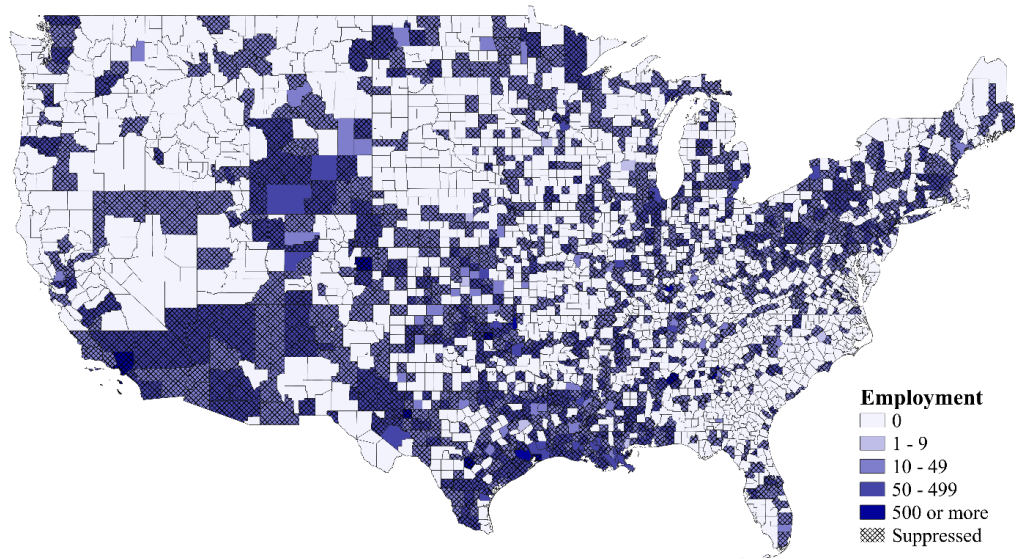 Employment
0
1 - 9
10 - 49
50 - 499
500 or more
Suppressed